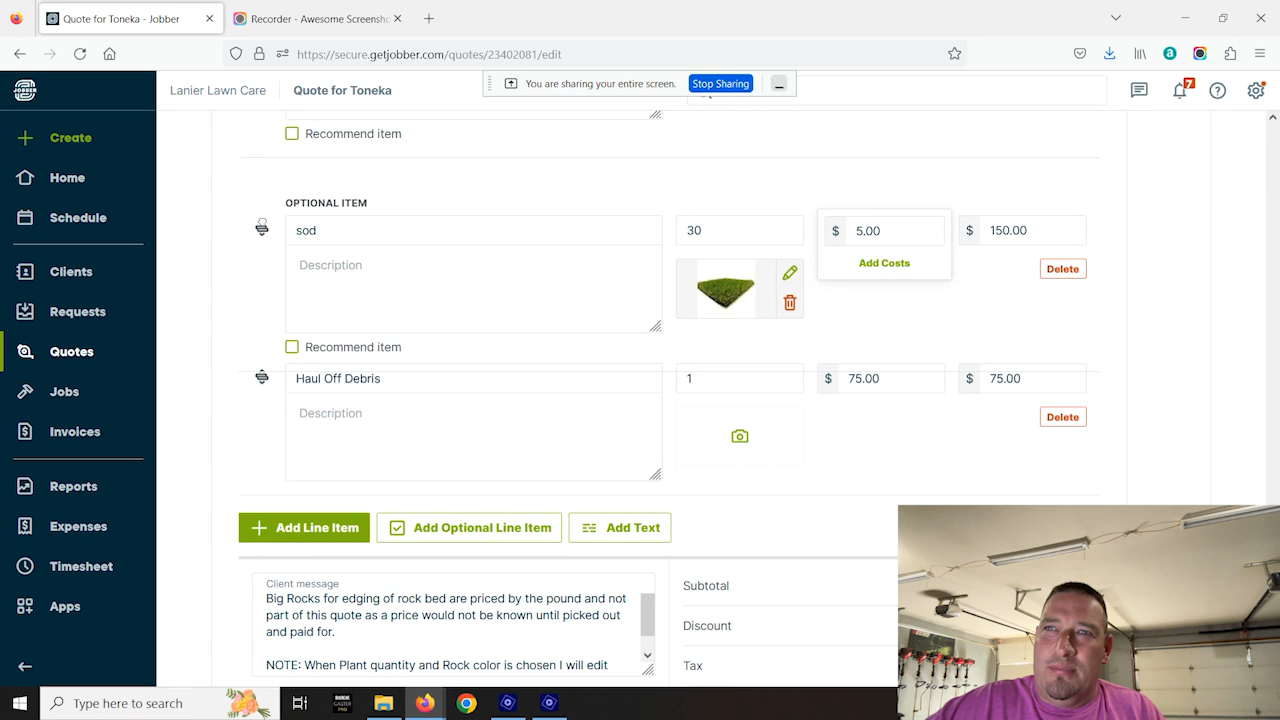 Quote for Toneka - Jobber
Recorder - Awesome Screensho
https://secure.getjobber.com/quotes/23402081/edit
You are sharing your entire screen.
Stop Sharing
JOBBER
Lanier Lawn Care
Quote for Toneka
7
Create
Home
Schedule
Clients
Requests
Quotes
Jobs
Invoices
Reports
Expenses
Timesheet
Apps
Recommend item
OPTIONAL ITEM
sod
30
$ 5.00
$ 150.00
Description
Add Costs
Delete
Recommend item
Haul Off Debris
1
$ 75.00
$ 75.00
Description
Delete
Add Line Item
Add Optional Line Item
Add Text
Client message
Big Rocks for edging of rock bed are priced by the pound and not
part of this quote as a price would not be known until picked out
and paid for.
NOTE: When Plant quantity and Rock color is chosen I will edit
Subtotal
Discount
Tax
Type here to search